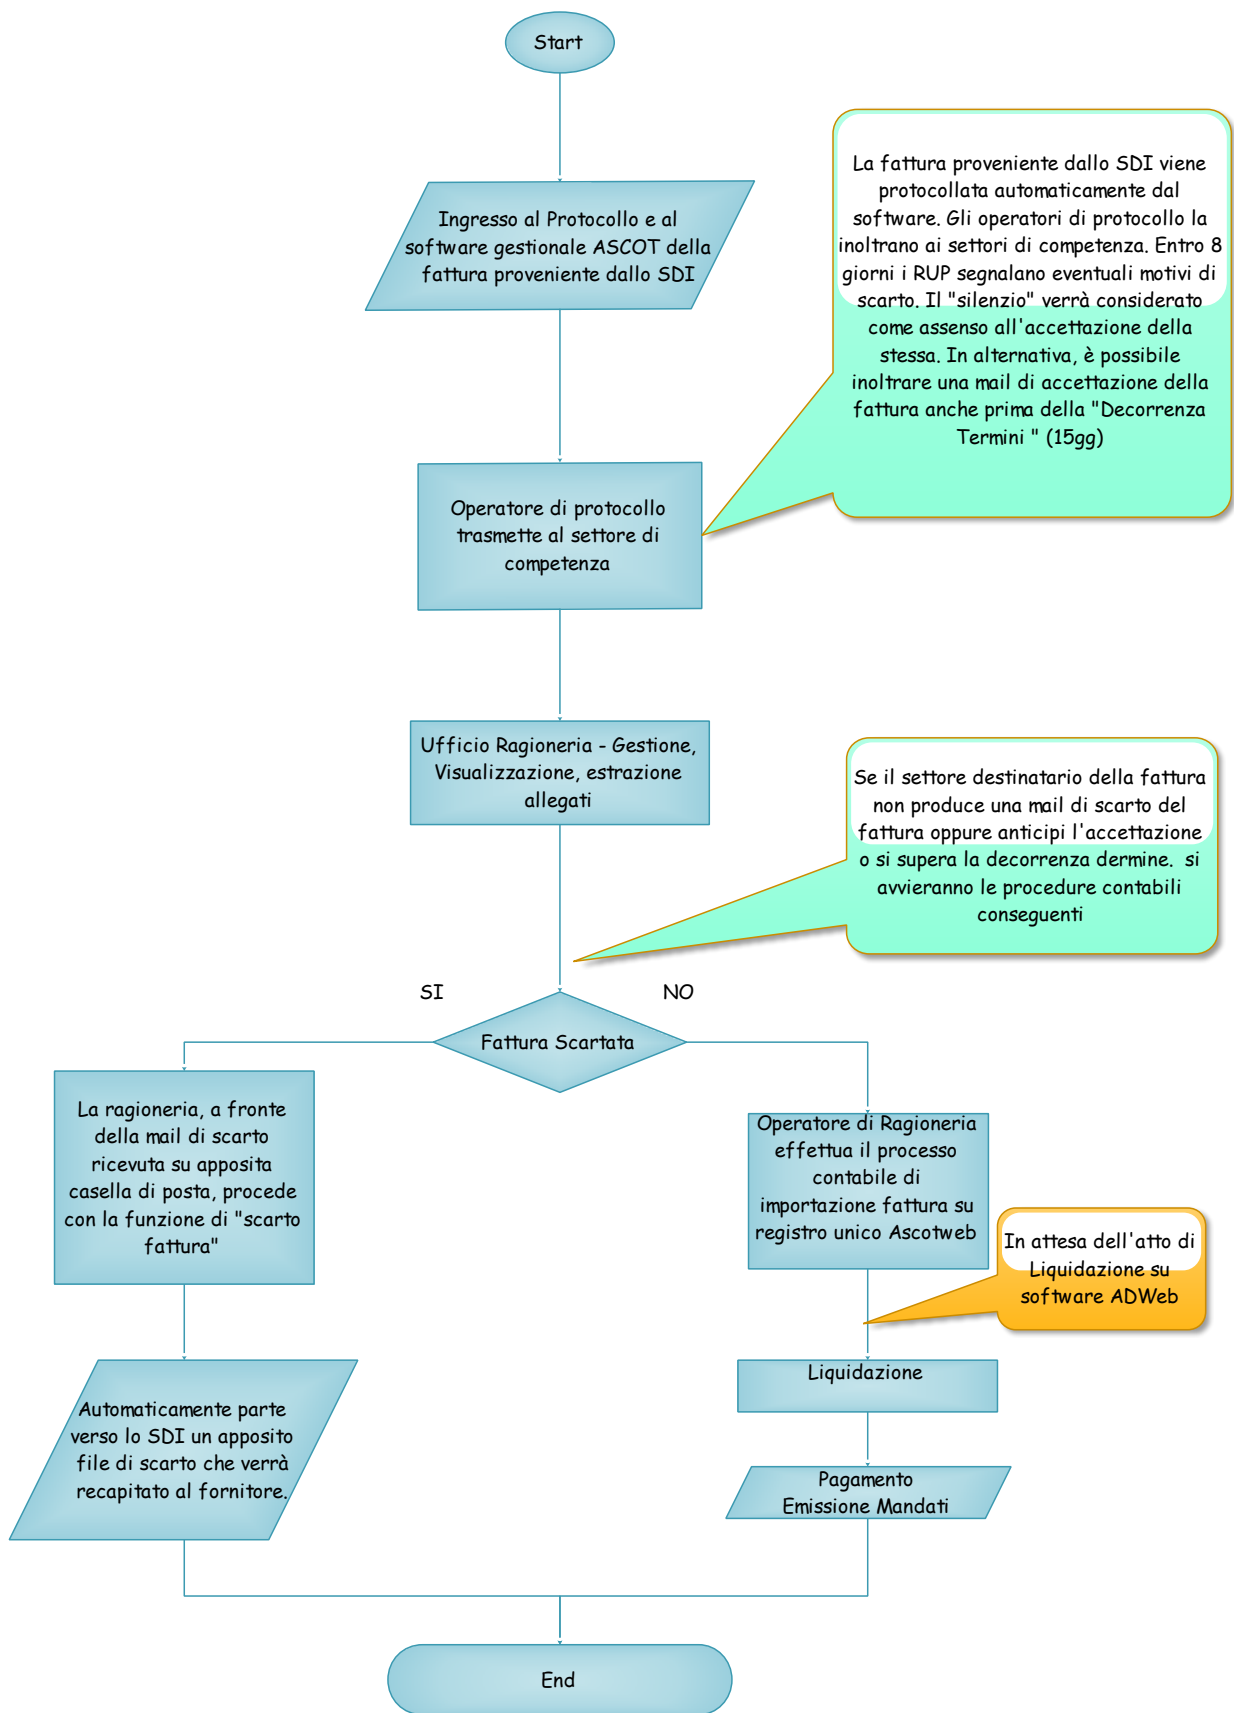 Start
La fattura proveniente dallo SDI viene
protocollata automaticamente dal
software. Gli operatori di protocollo la
inoltrano ai settori di competenza. Entro 8
giorni i RUP segnalano eventuali motivi di
scarto. Il "silenzio" verrà considerato
come assenso all'accettazione della
stessa. In alternativa, è possibile
inoltrare una mail di accettazione della
fattura anche prima della "Decorrenza
Termini " (15gg)
Ingresso al Protocollo e al
software gestionale ASCOT della
fattura proveniente dallo SDI
Operatore di protocollo
trasmette al settore di
competenza
Ufficio Ragioneria - Gestione,
Visualizzazione, estrazione
allegati
Se il settore destinatario della fattura
non produce una mail di scarto del
fattura oppure anticipi l'accettazione
o si supera la decorrenza dermine.  si
avvieranno le procedure contabili
conseguenti
SI
NO
Fattura Scartata
La ragioneria, a fronte
della mail di scarto
ricevuta su apposita
casella di posta, procede
con la funzione di "scarto
fattura"
Operatore di Ragioneria
effettua il processo
contabile di
importazione fattura su
registro unico Ascotweb
In attesa dell'atto di
Liquidazione su
software ADWeb
Automaticamente parte
verso lo SDI un apposito
file di scarto che verrà
recapitato al fornitore.
Liquidazione
Pagamento
Emissione Mandati
End